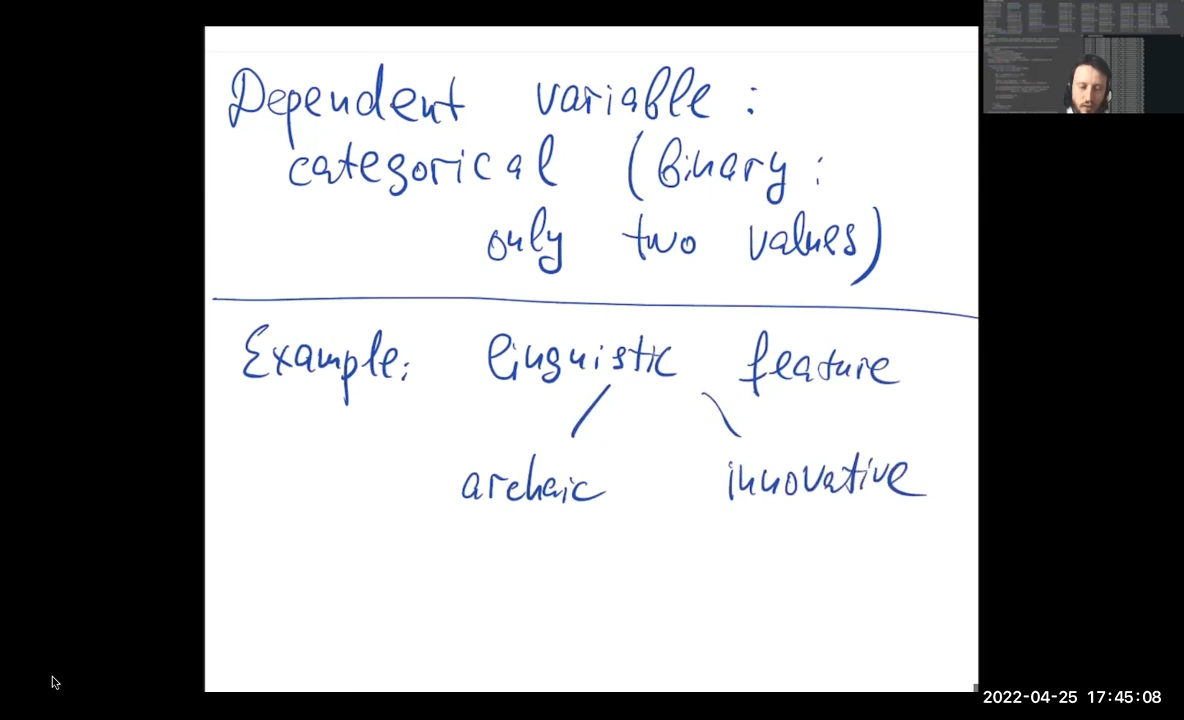 Dependent variable:
categorical (binary:
only two values)
Example: linguistic feature
archaic innovative
2022-04-25 17:45:08